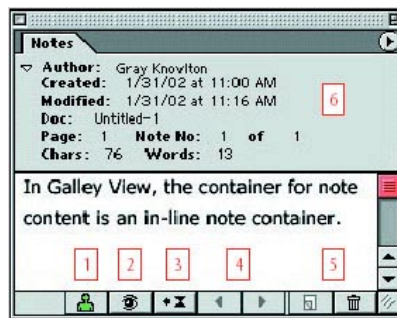 Notes
Author: Gray Knowlton
Created: 1/31/02 at 11:00 AM
Modified: 1/31/02 at 11:16 AM
Doc: Untitled-1
Page: 1 Note No: 1 of 1
Chars: 76 Words: 13
6
In Galley View, the container for note
content is an in-line note container.
1 2 3 4 5